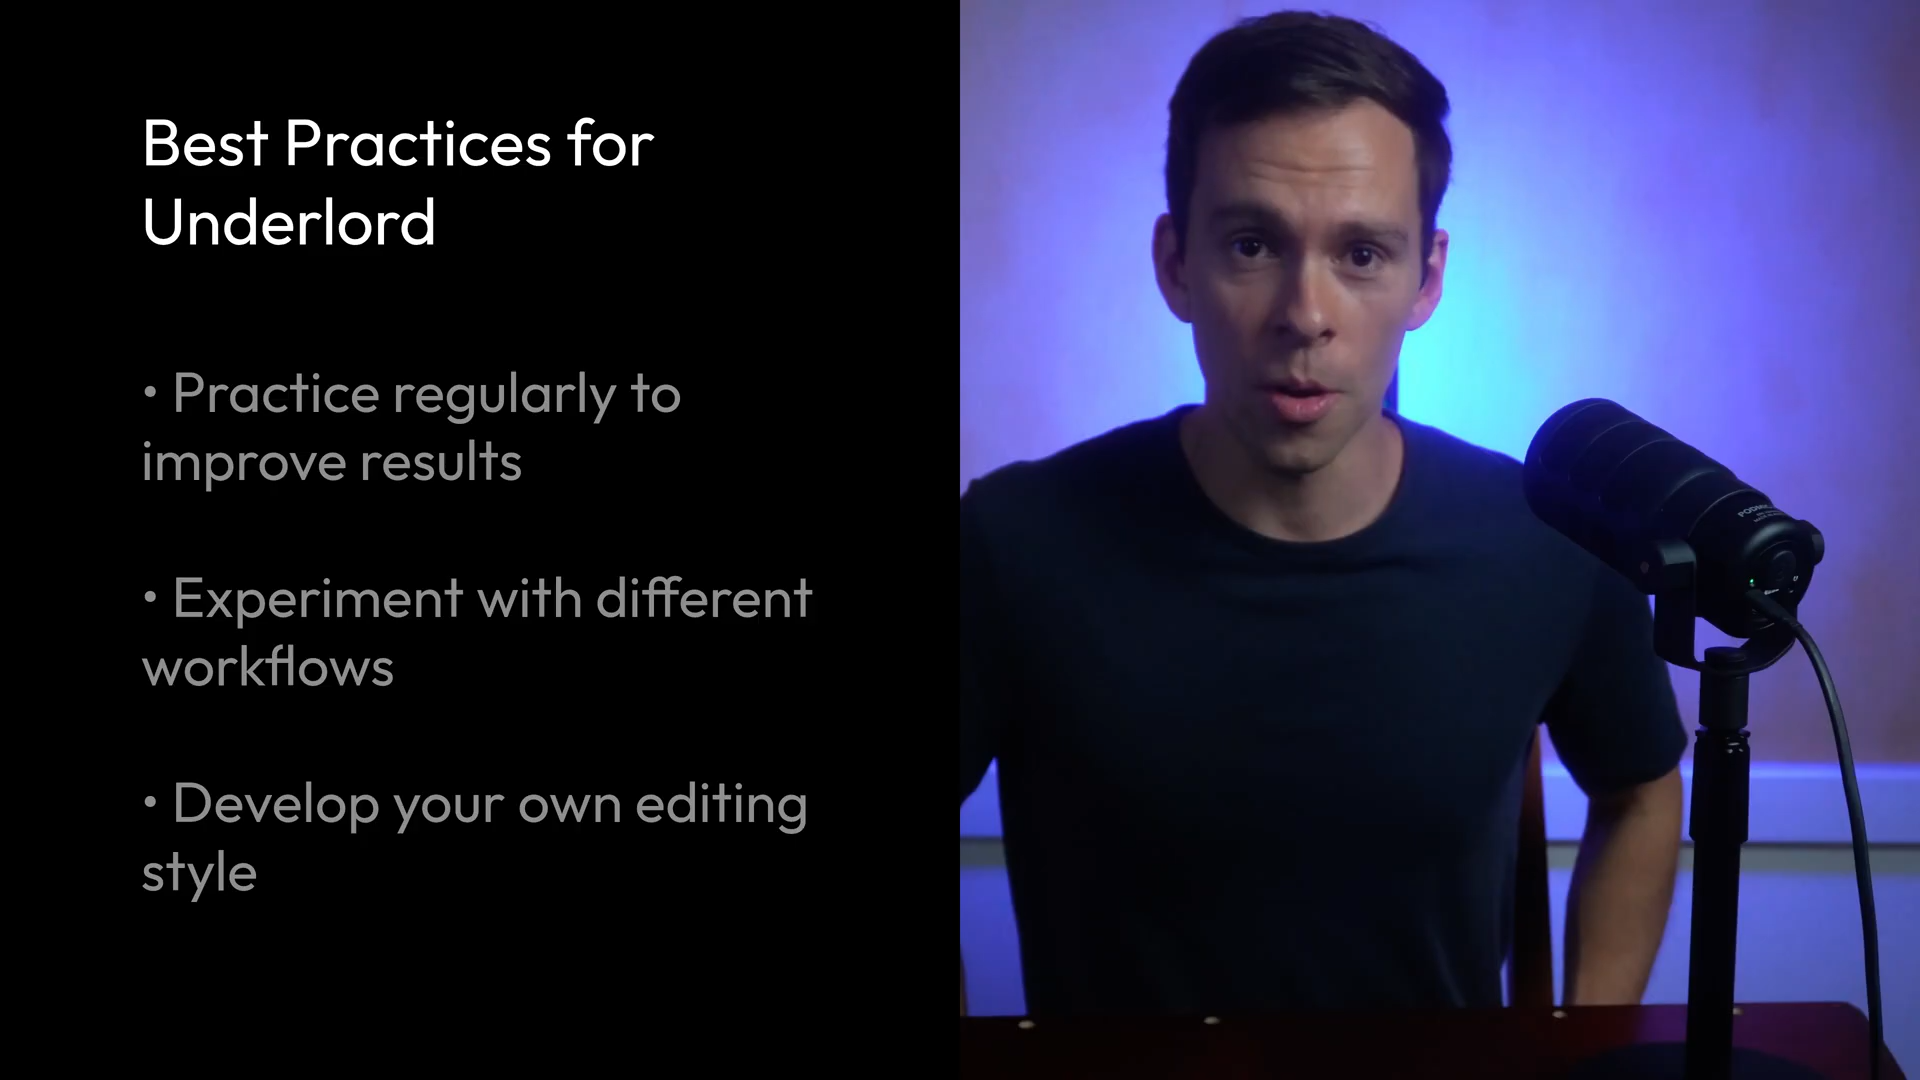 Best Practices for
Underlord
• Practice regularly to
improve results
• Experiment with different
workflows
• Develop your own editing
style